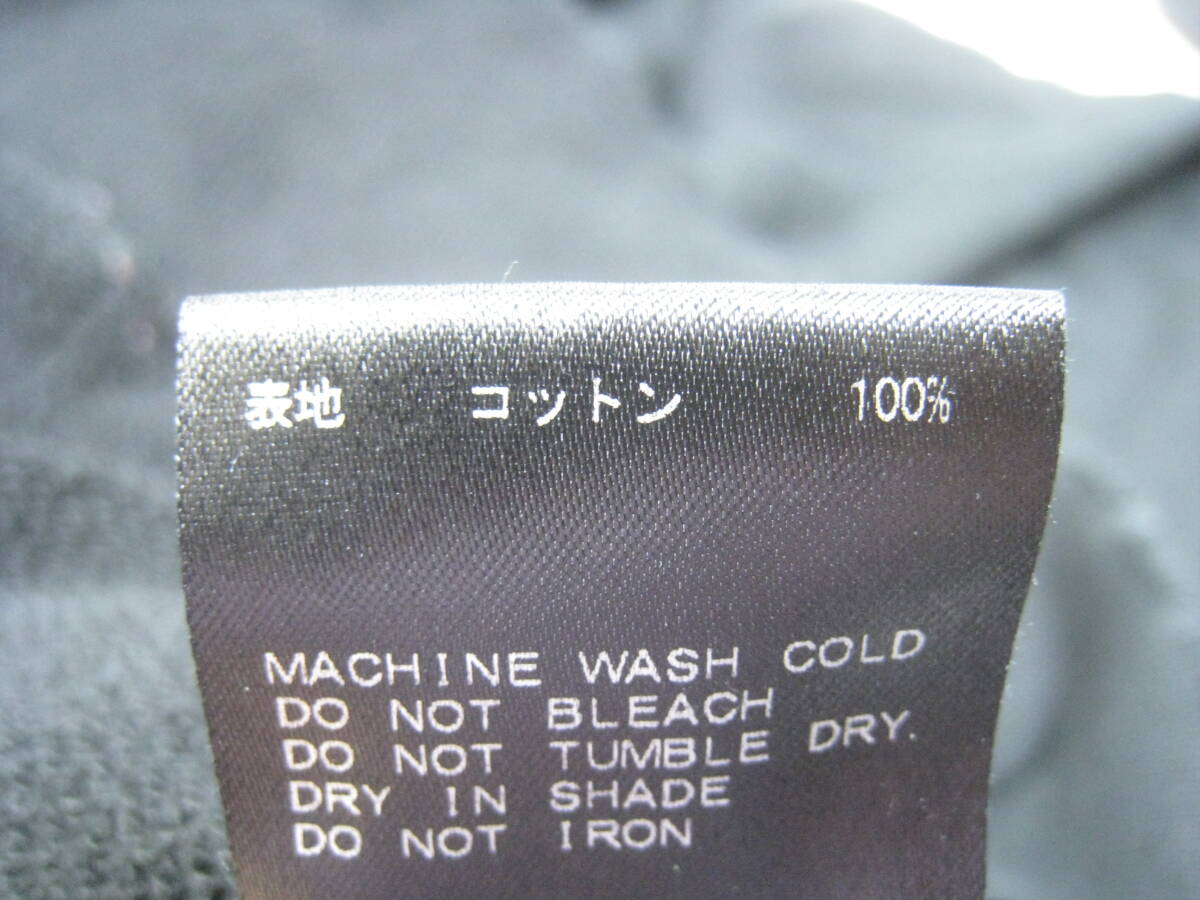 表地 コットン 100%
MACHINE WASH COLD
DO NOT BLEACH
DO NOT TUMBLE DRY.
DRY IN SHADE
DO NOT IRON